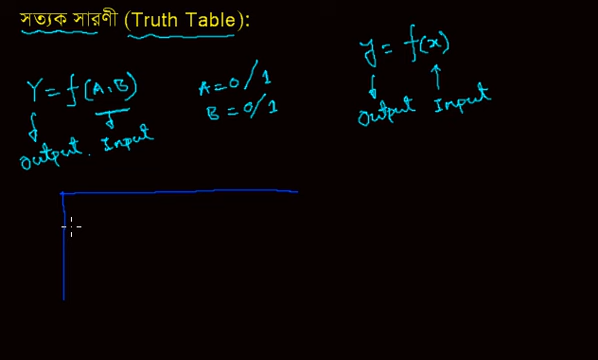 সত্যক সারণী (Truth Table):
Y = f(A, B)
Output. Input
A = 0/1
B = 0/1
y = f(x)
Output Input